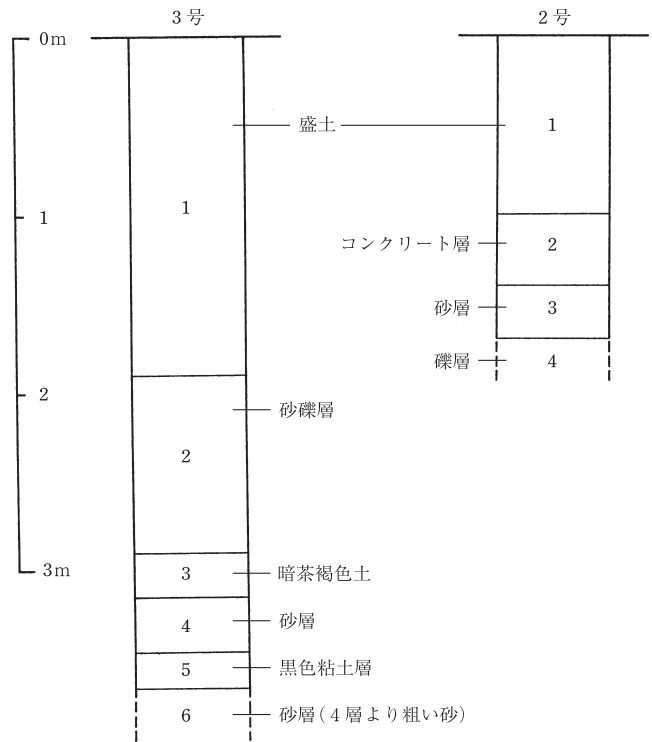 3号
2号
0m
盛土
1
1
1
コンクリート層
2
砂層
3
礫層
4
2
砂礫層
2
3m
3
暗茶褐色土
4
砂層
5
黒色粘土層
6
砂層(4層より粗い砂)